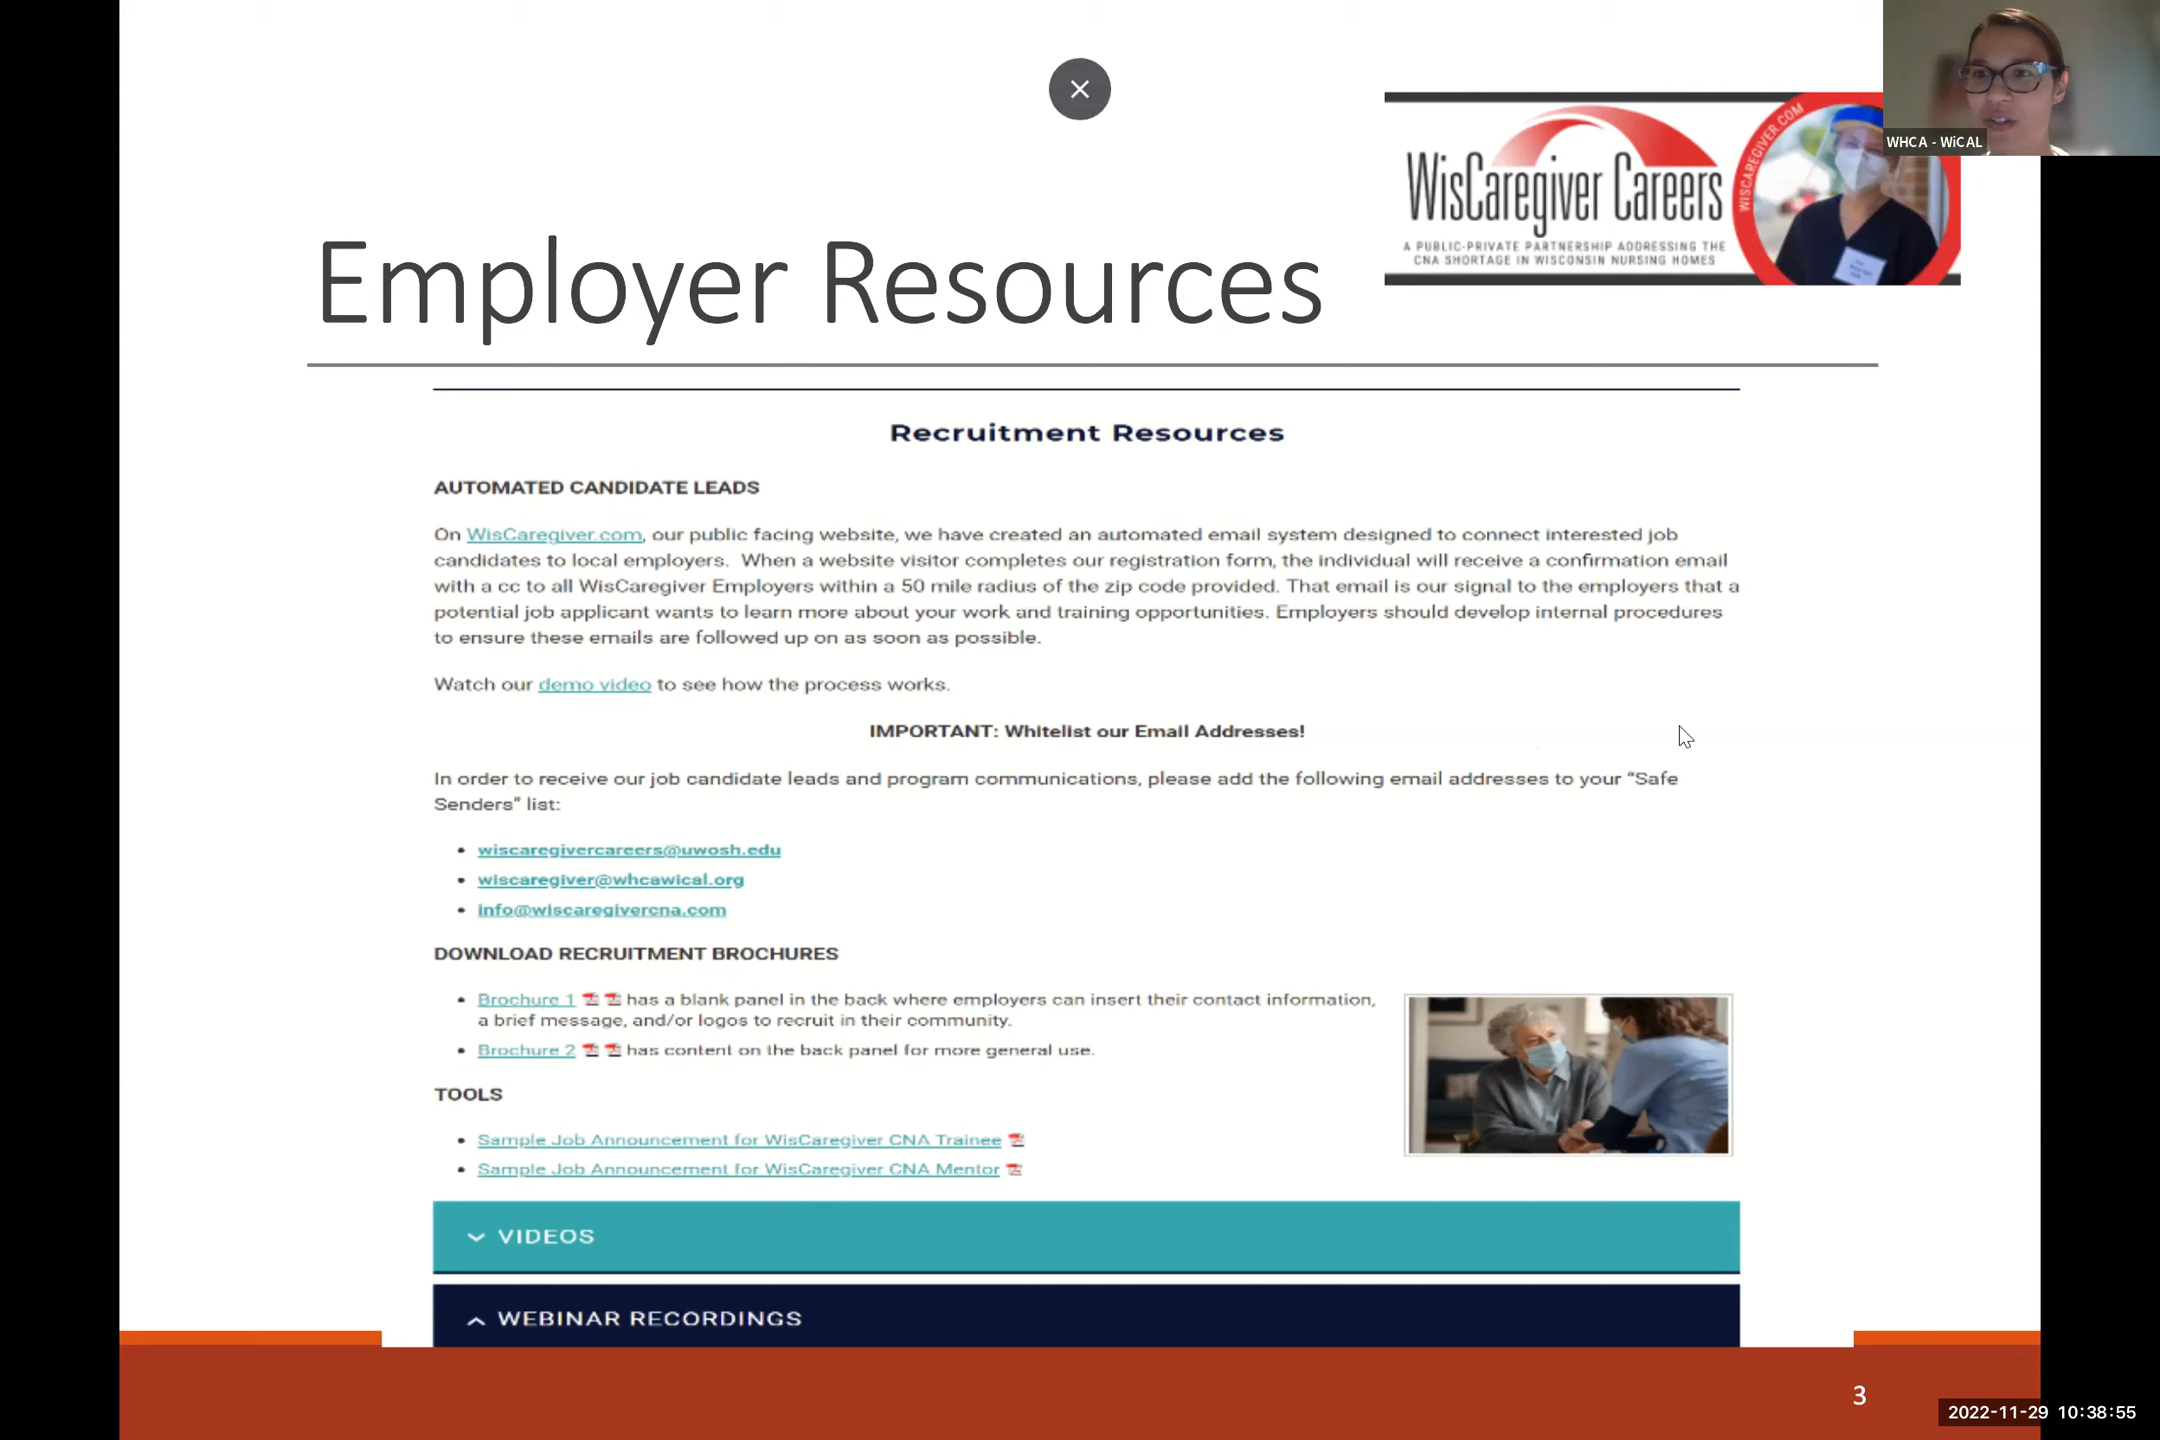 WHCA - WiCAL
WISCAREGIVER.COM
WisCaregiver Careers
A PUBLIC-PRIVATE PARTNERSHIP ADDRESSING THE
CNA SHORTAGE IN WISCONSIN NURSING HOMES
Employer Resources
Recruitment Resources
AUTOMATED CANDIDATE LEADS
On WisCaregiver.com, our public facing website, we have created an automated email system designed to connect interested job
candidates to local employers. When a website visitor completes our registration form, the individual will receive a confirmation email
with a cc to all WisCaregiver Employers within a 50 mile radius of the zip code provided. That email is our signal to the employers that a
potential job applicant wants to learn more about your work and training opportunities. Employers should develop internal procedures
to ensure these emails are followed up on as soon as possible.
Watch our demo video to see how the process works.
IMPORTANT: Whitelist our Email Addresses!
In order to receive our job candidate leads and program communications, please add the following email addresses to your “Safe
Senders” list:
• wiscaregivercareers@uwosh.edu
• wiscaregiver@whcawical.org
• info@wiscaregivercna.com
DOWNLOAD RECRUITMENT BROCHURES
• Brochure 1 has a blank panel in the back where employers can insert their contact information,
a brief message, and/or logos to recruit in their community.
• Brochure 2 has content on the back panel for more general use.
TOOLS
• Sample Job Announcement for WisCaregiver CNA Trainee
• Sample Job Announcement for WisCaregiver CNA Mentor
VIDEOS
WEBINAR RECORDINGS
3
2022-11-29 10:38:55